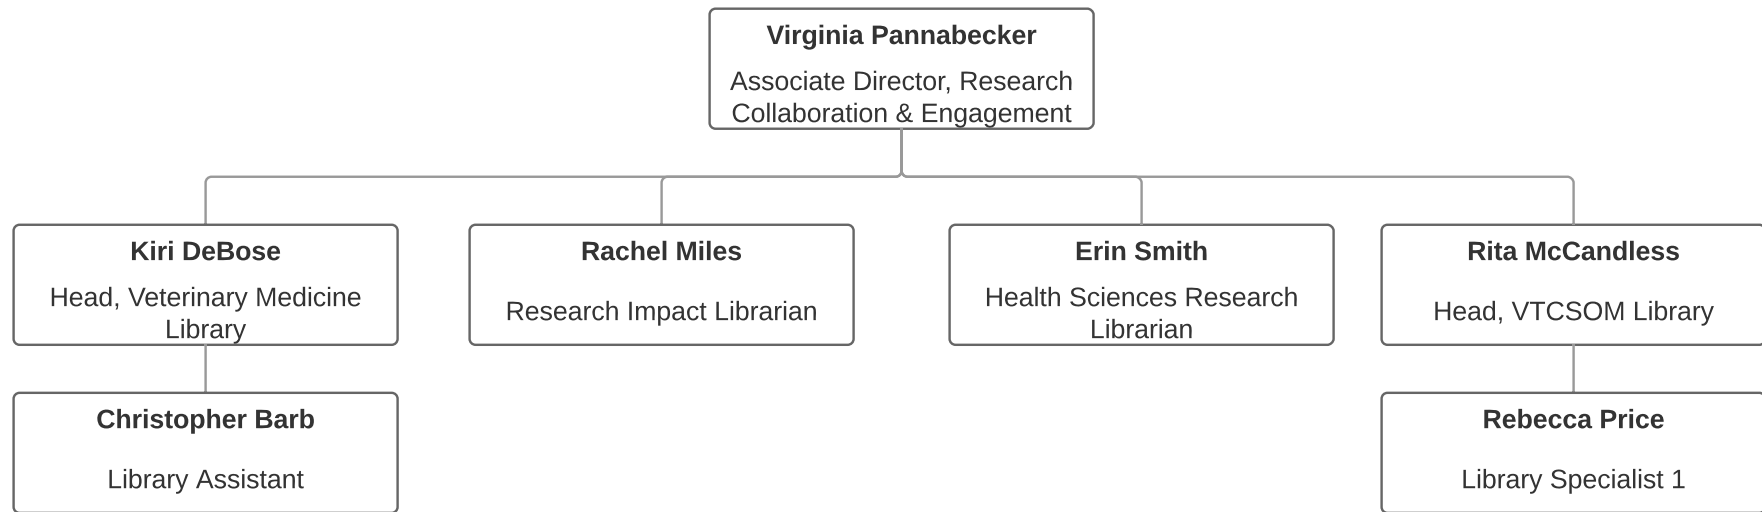 Virginia Pannabecker
Associate Director, Research
Collaboration & Engagement
Kiri DeBose
Head, Veterinary Medicine
Library
Rachel Miles
Research Impact Librarian
Erin Smith
Health Sciences Research
Librarian
Rita McCandless
Head, VTCSOM Library
Christopher Barb
Library Assistant
Rebecca Price
Library Specialist 1